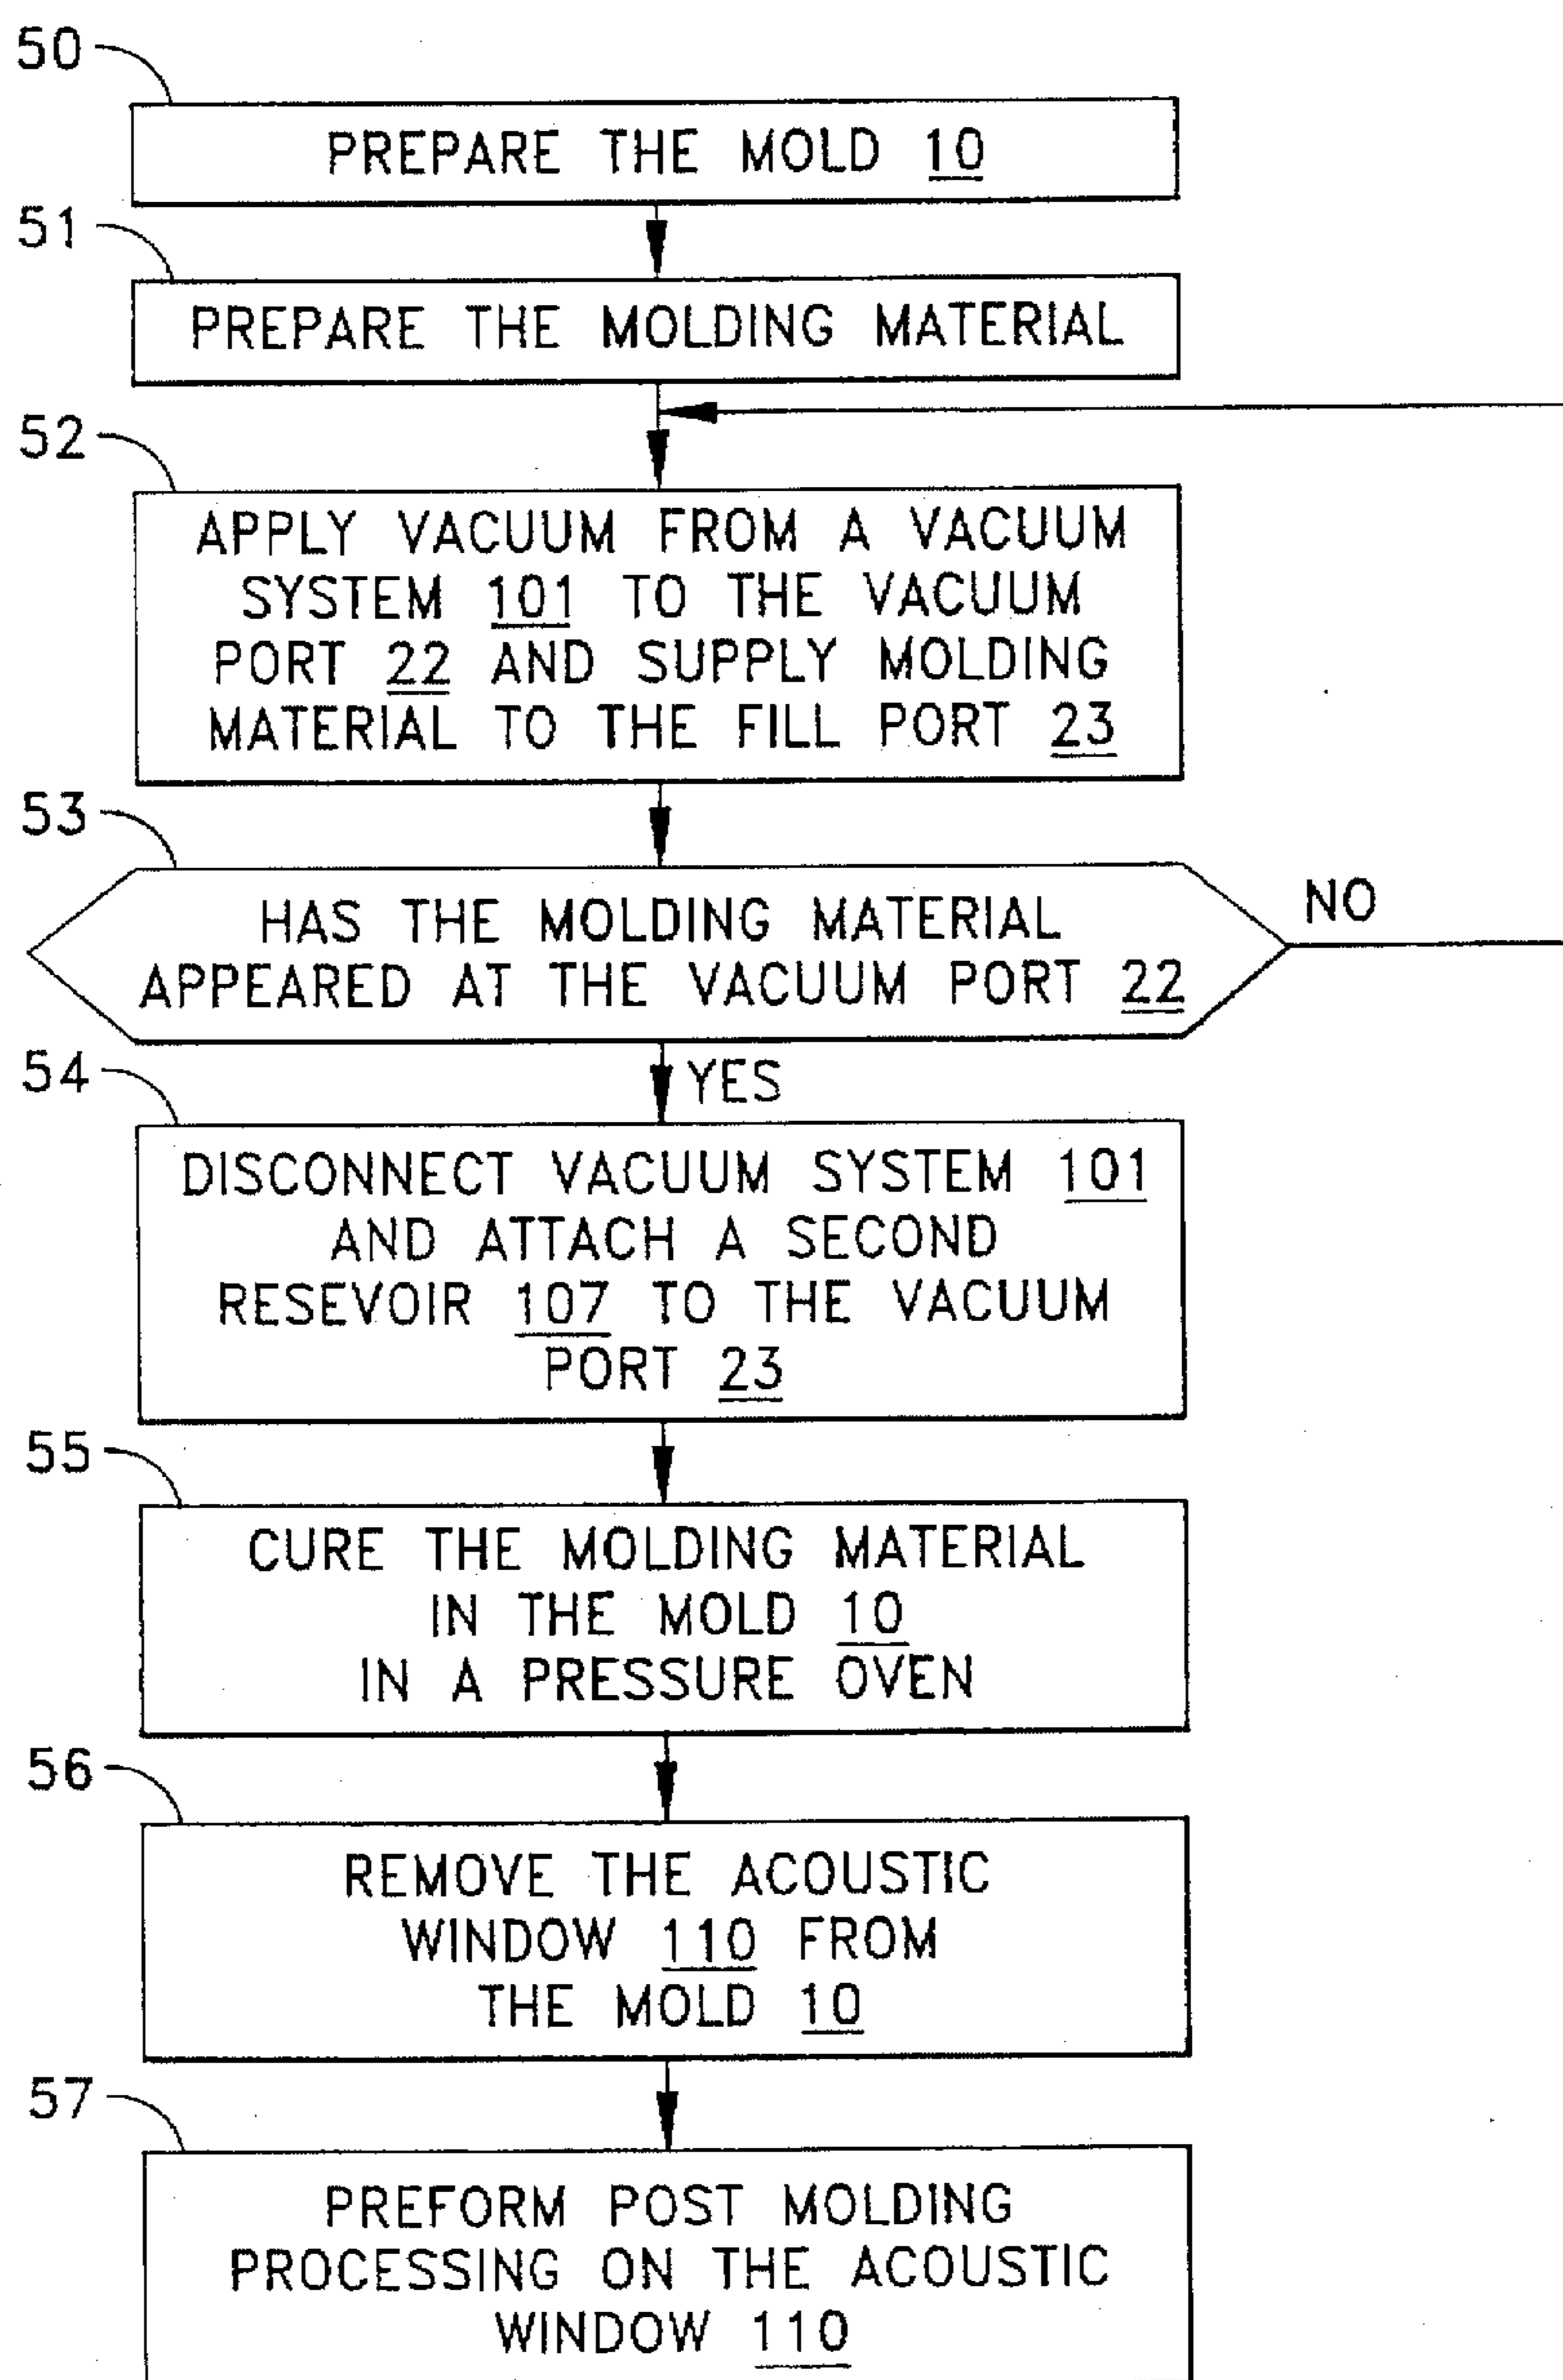 50
PREPARE THE MOLD 10
51
PREPARE THE MOLDING MATERIAL
52
APPLY VACUUM FROM A VACUUM
SYSTEM 101 TO THE VACUUM
PORT 22 AND SUPPLY MOLDING
MATERIAL TO THE FILL PORT 23
53
HAS THE MOLDING MATERIAL
APPEARED AT THE VACUUM PORT 22
NO
YES
54
DISCONNECT VACUUM SYSTEM 101
AND ATTACH A SECOND
RESEVOIR 107 TO THE VACUUM
PORT 23
55
CURE THE MOLDING MATERIAL
IN THE MOLD 10
IN A PRESSURE OVEN
56
REMOVE THE ACOUSTIC
WINDOW 110 FROM
THE MOLD 10
57
PREFORM POST MOLDING
PROCESSING ON THE ACOUSTIC
WINDOW 110